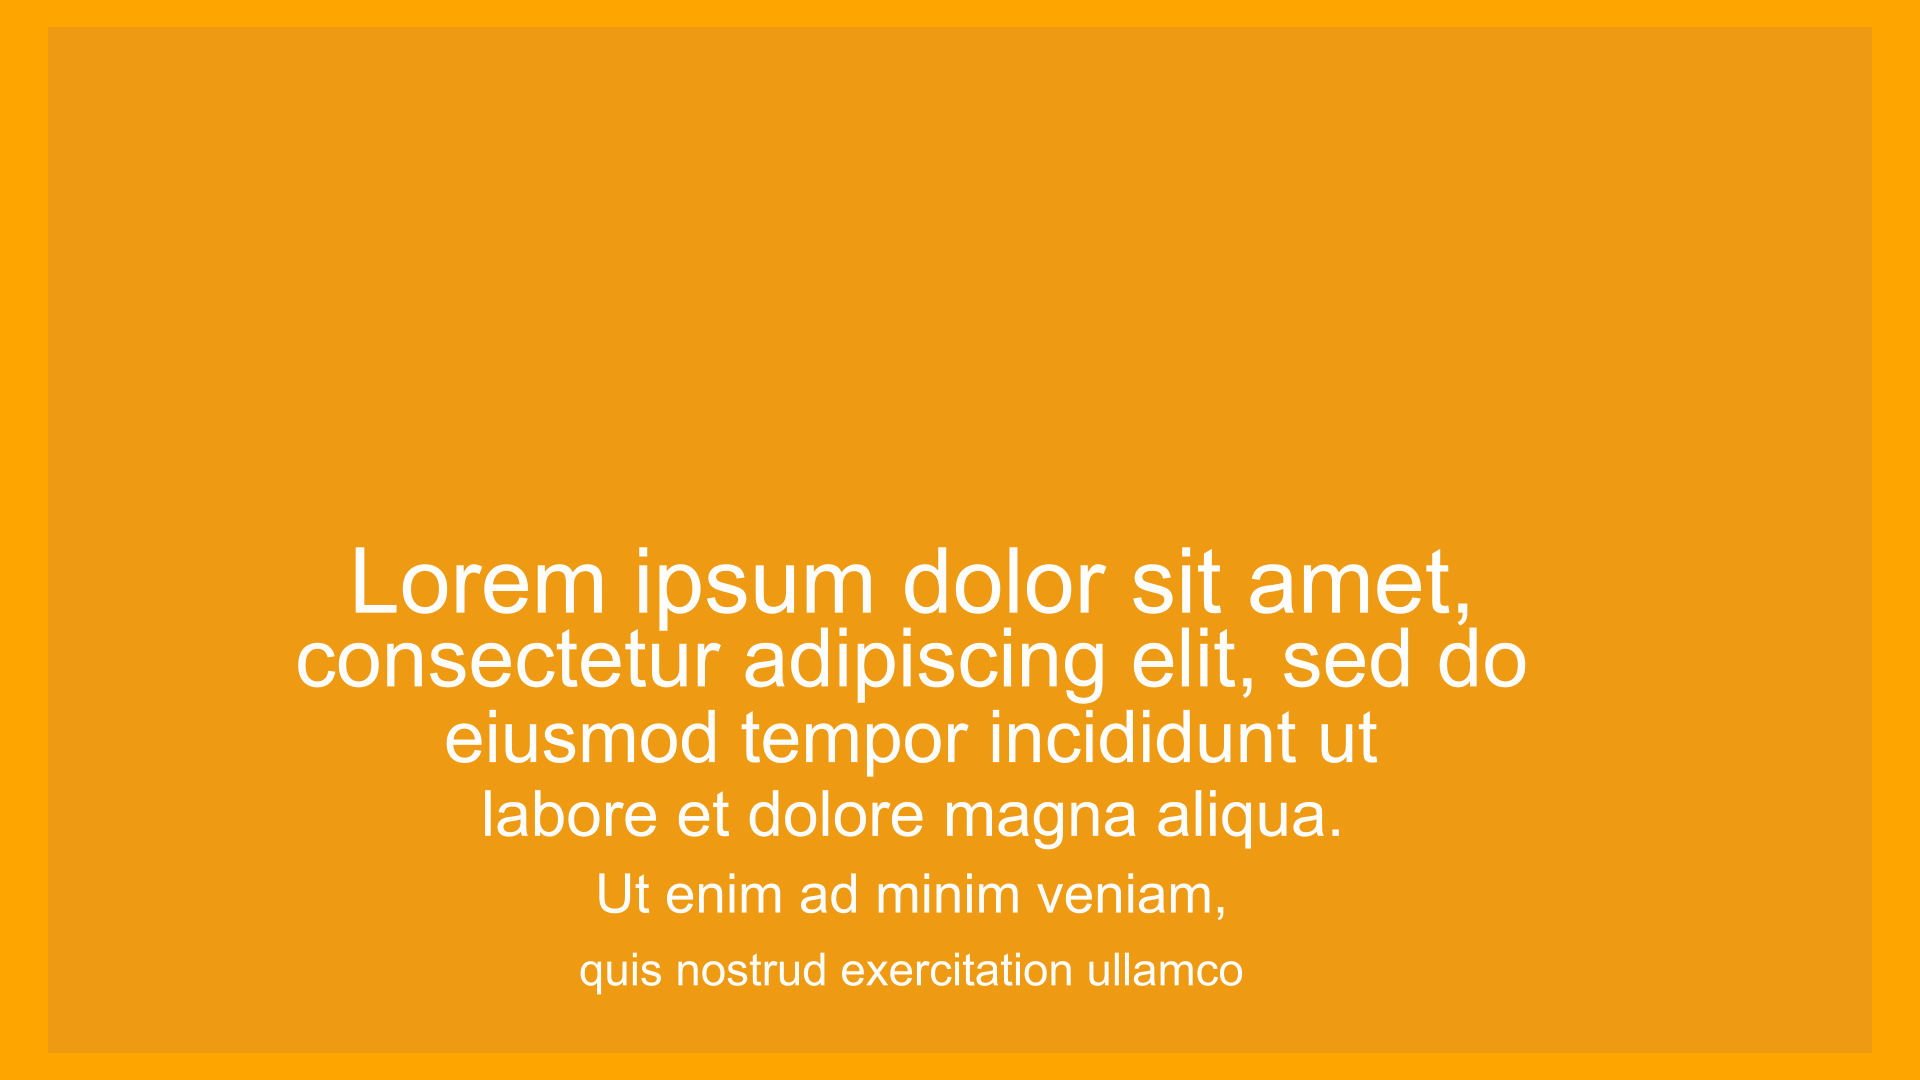 Lorem ipsum dolor sit amet,
consectetur adipiscing elit, sed do
eiusmod tempor incididunt ut
labore et dolore magna aliqua.
Ut enim ad minim veniam,
quis nostrud exercitation ullamco